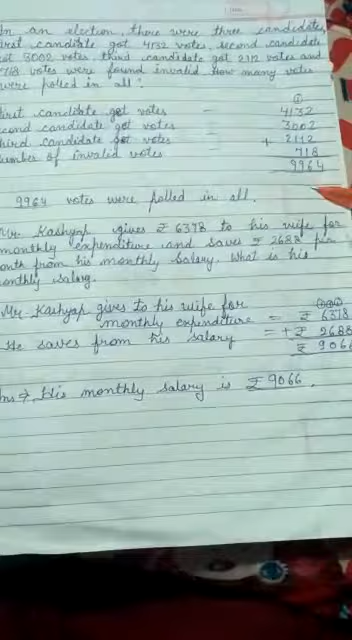 In an election, there were three candidates,
first candidate got 4132 votes, second candidate
got 3002 votes, third candidate got 2112 votes and
718 votes were found invalid. How many votes
were polled in all?
①
first candidate got votes - 4132
second candidate got votes 3002
third candidate got votes - + 2112
number of invalid votes 718
9964
9964 votes were polled in all.
Mr. Kashyap gives ₹ 6378 to his wife for
monthly expenditure and saves ₹ 2688 per
month from his monthly salary. What is his
monthly salary.
Mr. Kashyap gives to his wife for
monthly expenditure = ₹ 6378
He saves from his salary = + ₹ 2688
₹ 9066
Ans → His monthly salary is ₹ 9066.